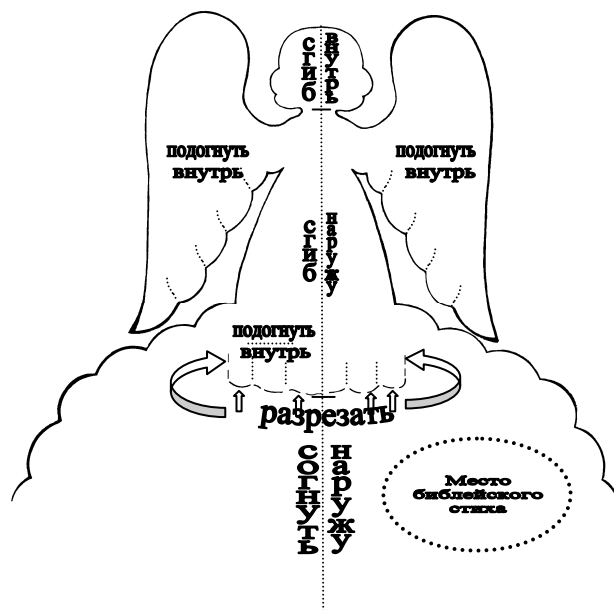 сгиб внутрь
подогнуть
внутрь
подогнуть
внутрь
сгиб наружу
подогнуть
внутрь
разрезать
согнуть наружу
Место
библейского
стиха